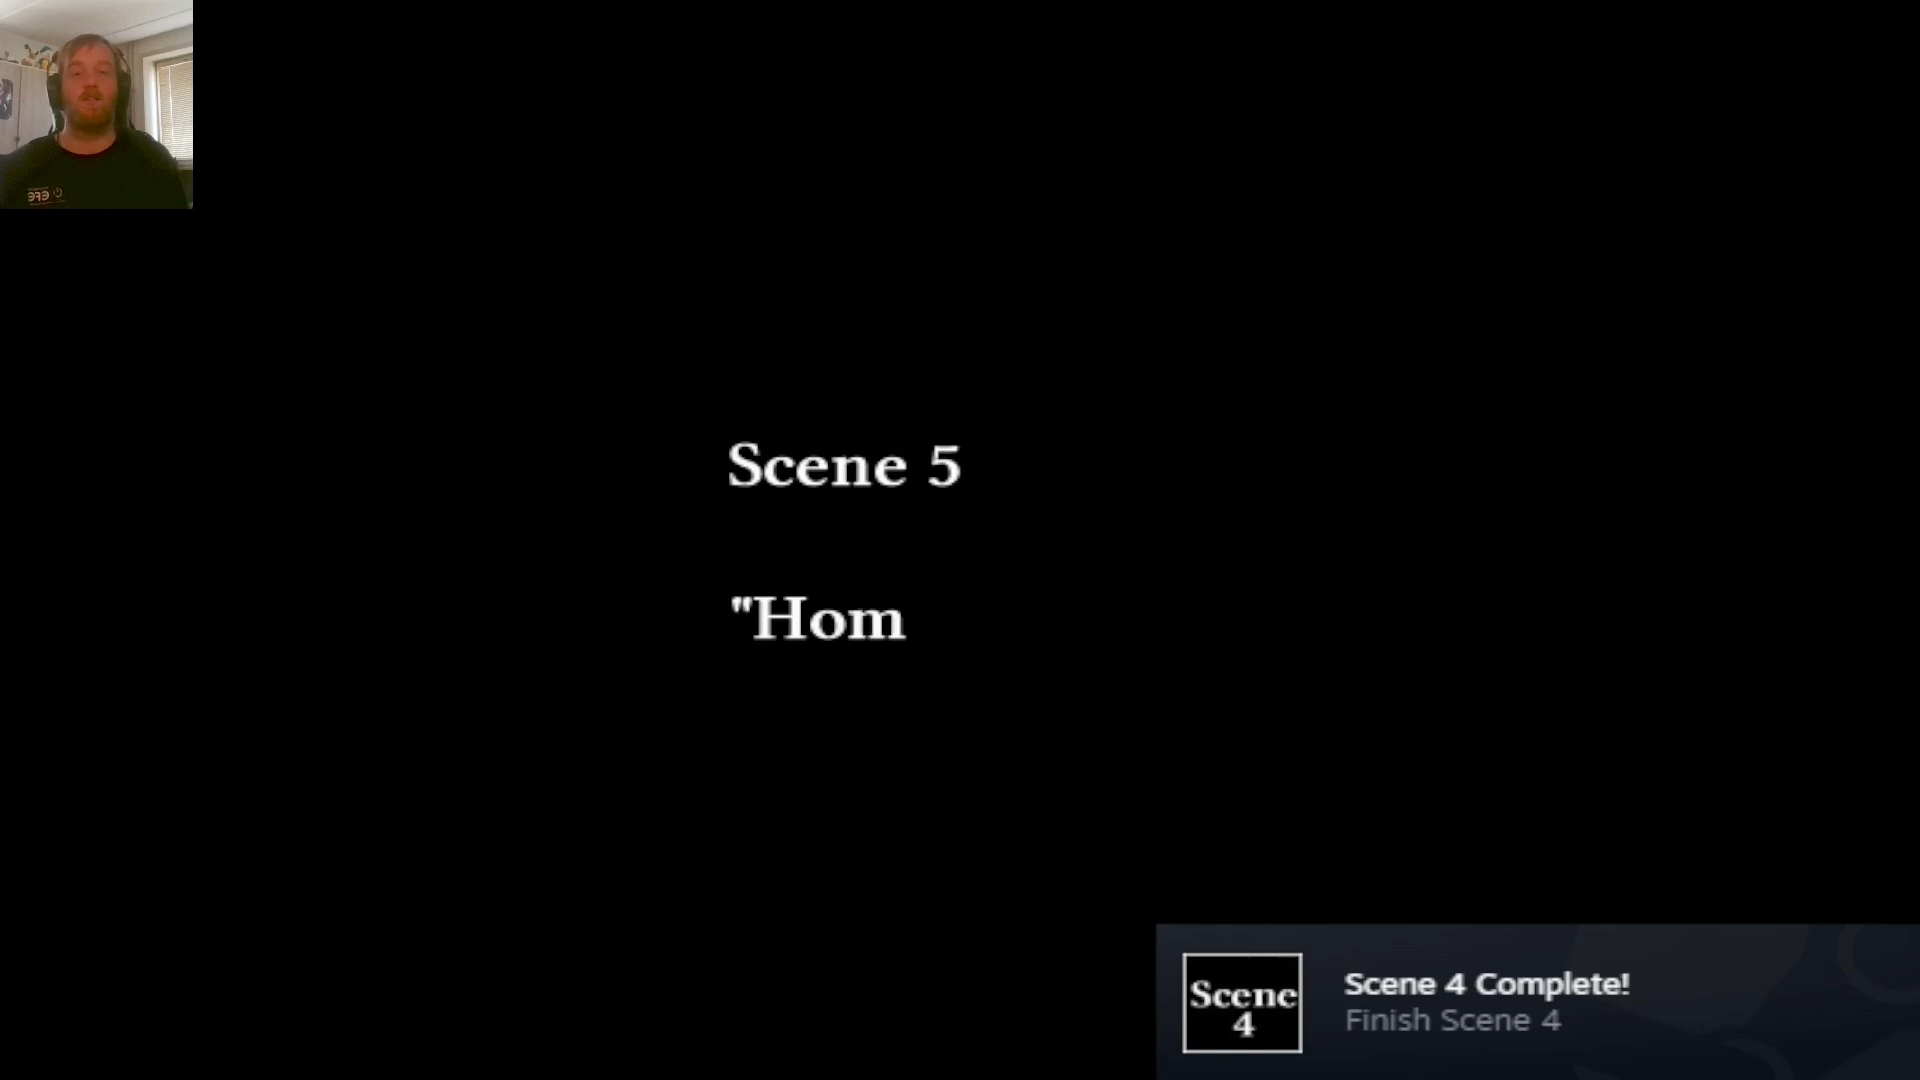 Scene 5
"Hom
Scene
4
Scene 4 Complete!
Finish Scene 4